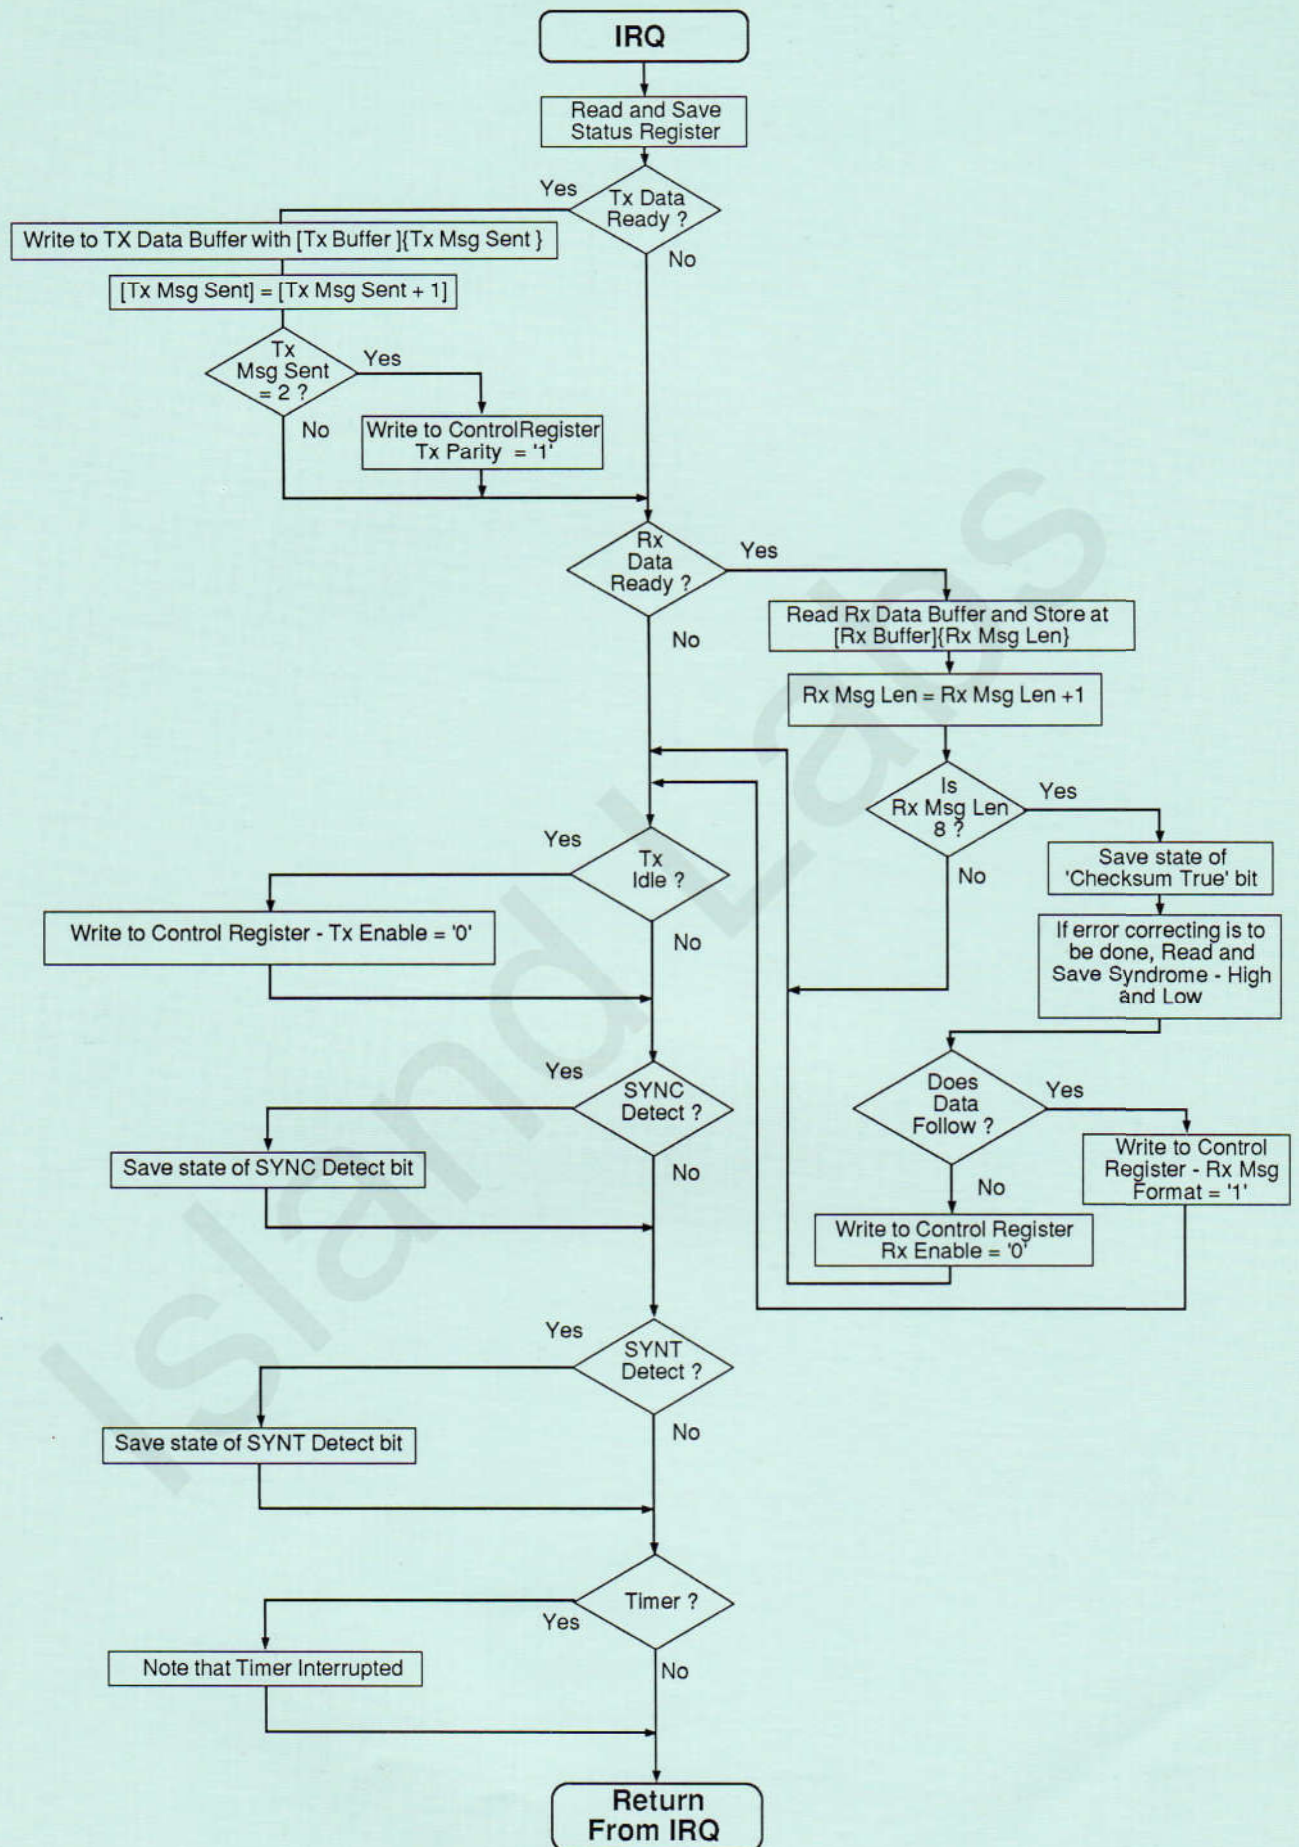 IRQ
Read and Save
Status Register
Yes
Tx Data
Ready ?
No
Write to TX Data Buffer with [Tx Buffer ]{Tx Msg Sent }
[Tx Msg Sent] = [Tx Msg Sent + 1]
Tx
Msg Sent
= 2 ?
Yes
No
Write to ControlRegister
Tx Parity = '1'
Rx
Data
Ready ?
Yes
No
Read Rx Data Buffer and Store at
[Rx Buffer]{Rx Msg Len}
Rx Msg Len = Rx Msg Len +1
Is
Rx Msg Len
8 ?
Yes
No
Save state of
'Checksum True' bit
If error correcting is to
be done, Read and
Save Syndrome - High
and Low
Does
Data
Follow ?
Yes
No
Write to Control
Register - Rx Msg
Format = '1'
Write to Control Register
Rx Enable = '0'
Yes
Tx
Idle ?
No
Write to Control Register - Tx Enable = '0'
Yes
SYNC
Detect ?
No
Save state of SYNC Detect bit
Yes
SYNT
Detect ?
No
Save state of SYNT Detect bit
Timer ?
Yes
No
Note that Timer Interrupted
Return
From IRQ
Island Labs